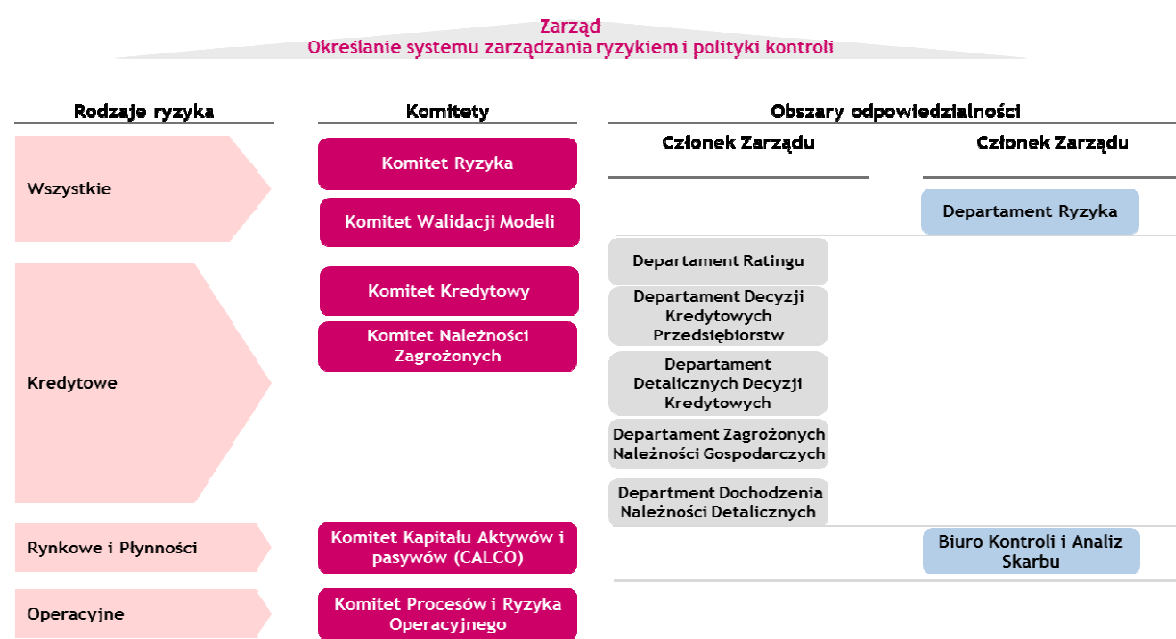 Zarząd
Określanie systemu zarządzania ryzykiem i polityki kontroli
Rodzaje ryzyka
Komitety
Obszary odpowiedzialności
Członek Zarządu
Członek Zarządu
Wszystkie
Komitet Ryzyka
Komitet Walidacji Modeli
Departament Ryzyka
Kredytowe
Komitet Kredytowy
Komitet Należności
Zagrożonych
Departament Ratingu
Departament Decyzji
Kredytowych
Przedsiębiorstw
Departament
Detalicznych Decyzji
Kredytowych
Departament Zagrożonych
Należności Gospodarczych
Department Dochodzenia
Należności Detalicznych
Rynkowe i Płynności
Komitet Kapitału Aktywów i
pasywów (CALCO)
Biuro Kontroli i Analiz
Skarbu
Operacyjne
Komitet Procesów i Ryzyka
Operacyjnego